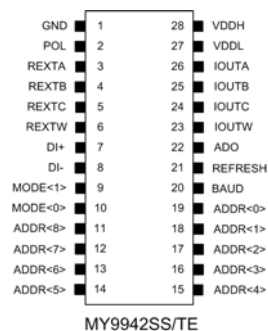 GND 1 28 VDDH
POL 2 27 VDDL
REXTA 3 26 IOUTA
REXTB 4 25 IOUTB
REXTC 5 24 IOUTC
REXTW 6 23 IOUTW
DI+ 7 22 ADO
DI- 8 21 REFRESH
MODE<1> 9 20 BAUD
MODE<0> 10 19 ADDR<0>
ADDR<8> 11 18 ADDR<1>
ADDR<7> 12 17 ADDR<2>
ADDR<6> 13 16 ADDR<3>
ADDR<5> 14 15 ADDR<4>
MY9942SS/TE